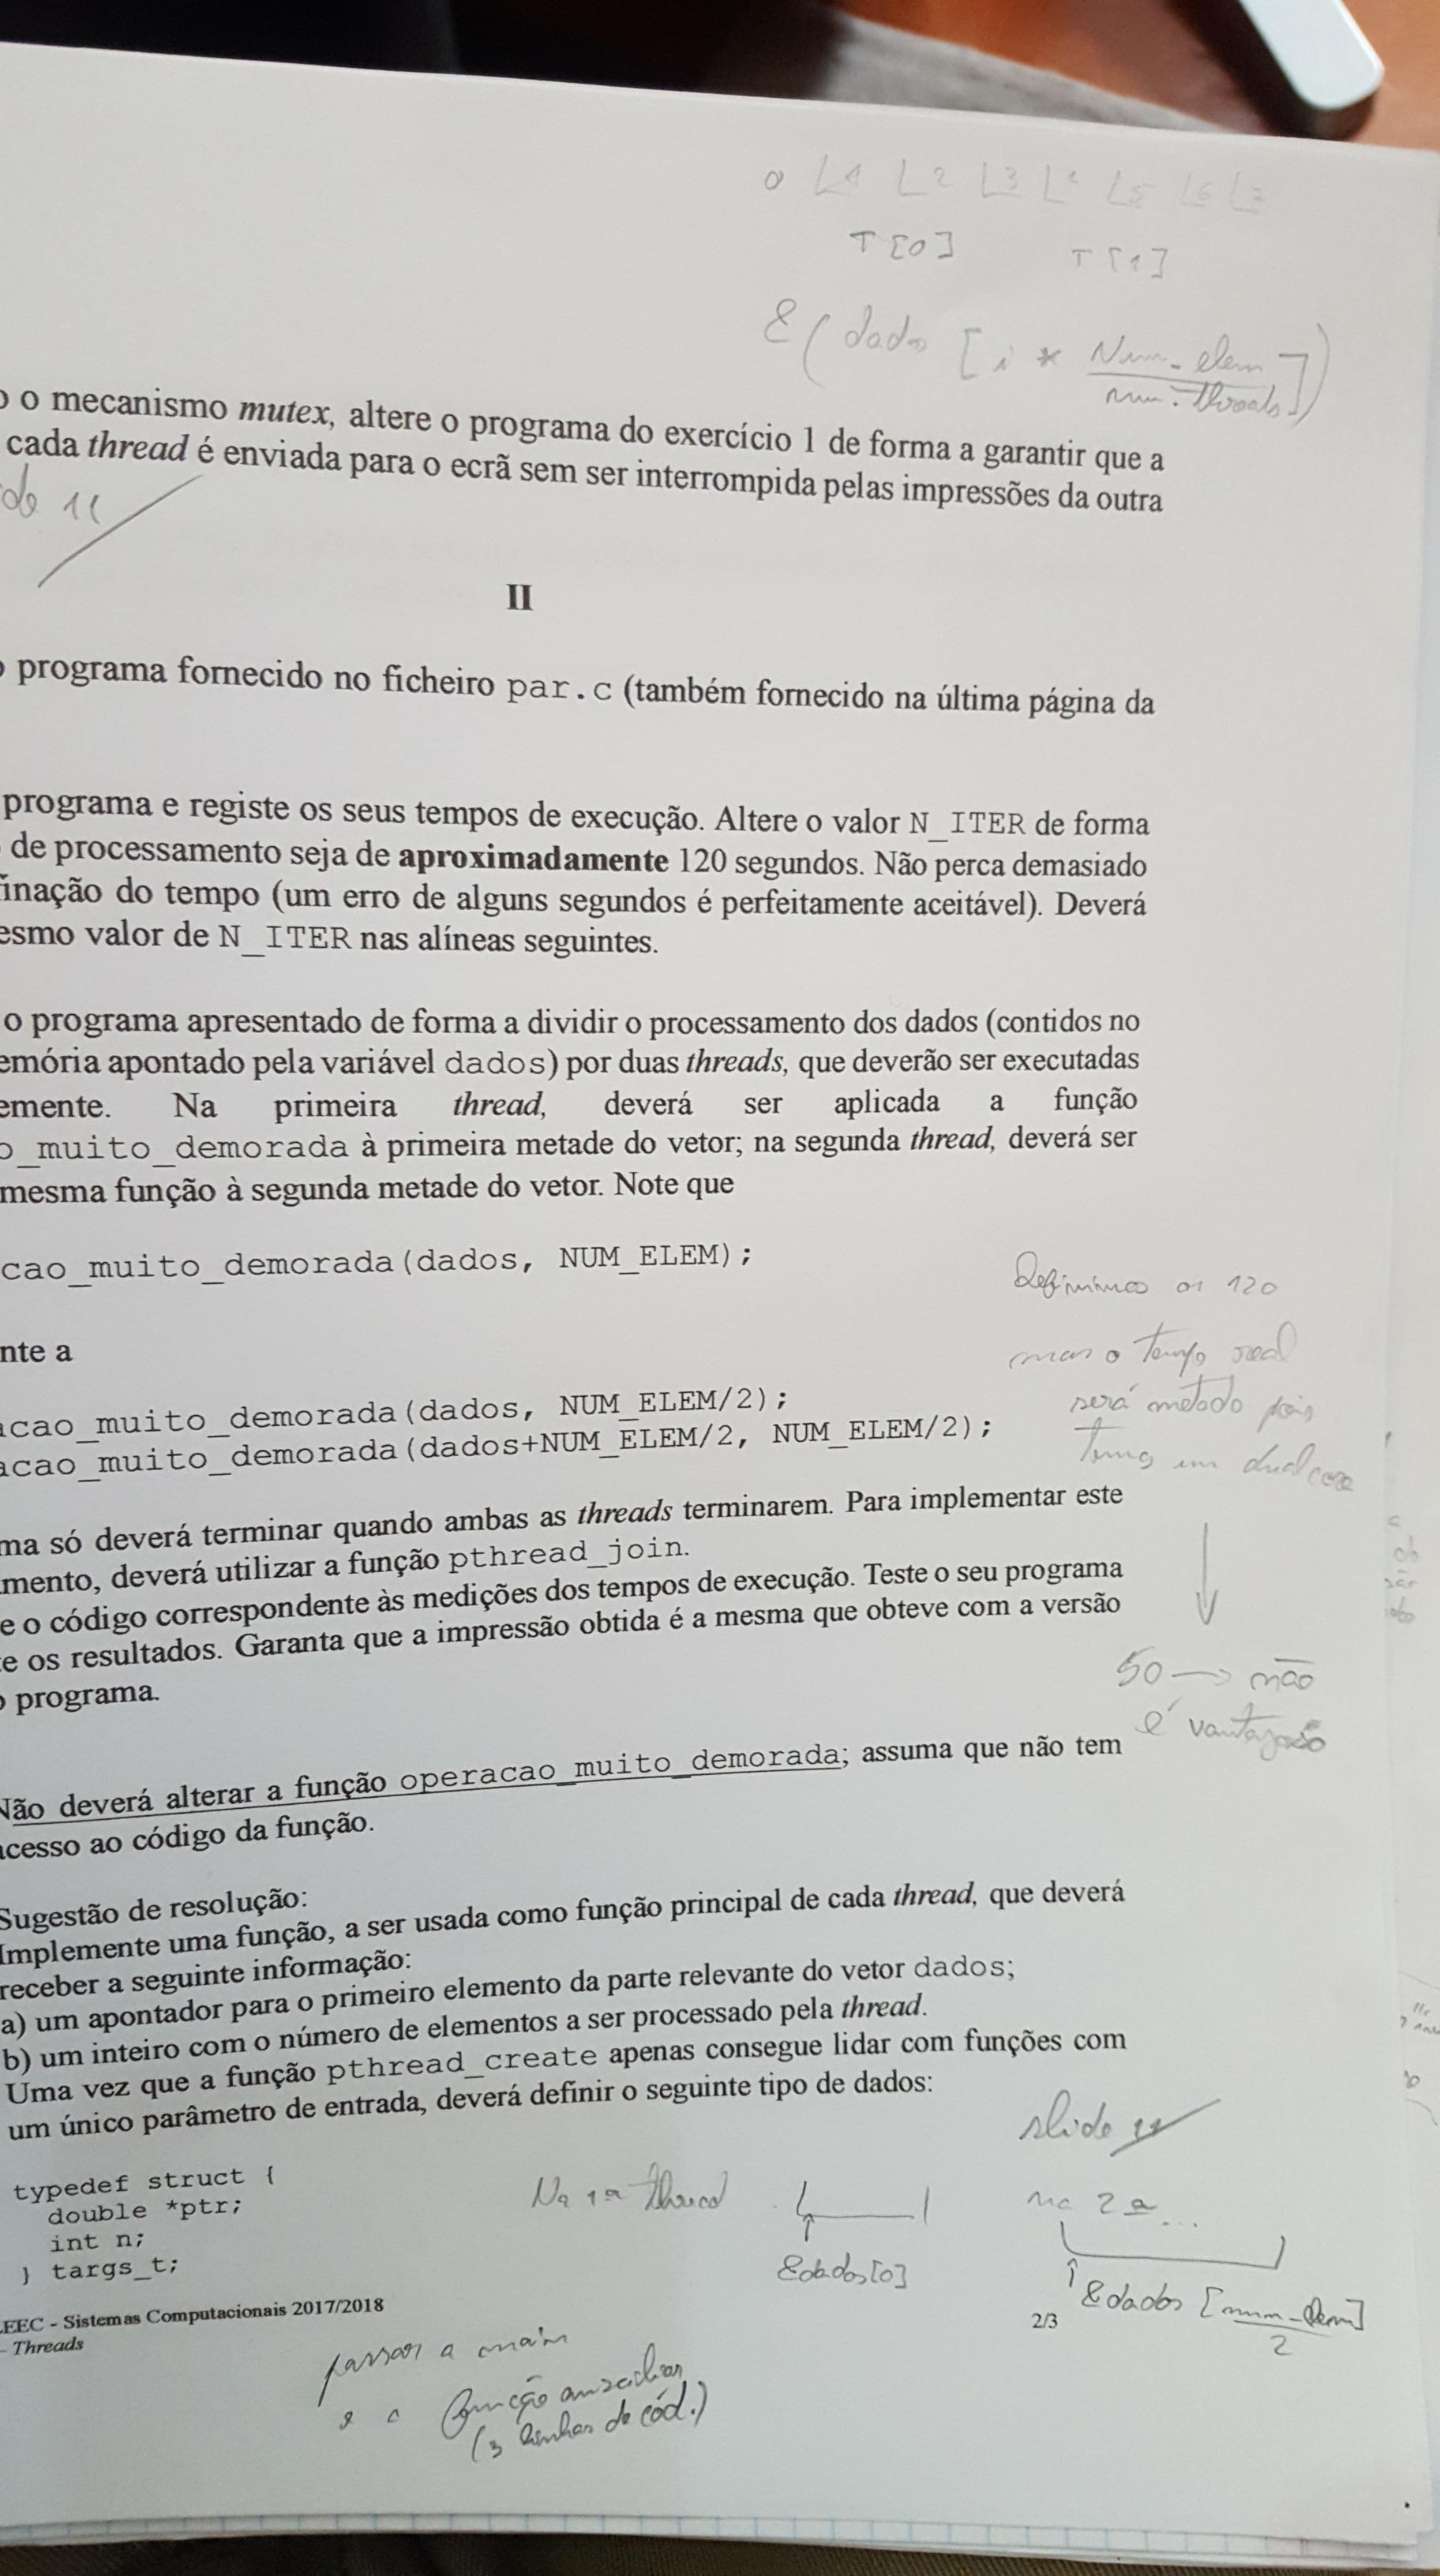 0 L1 L2 L3 L4 L5 L6 L7
T[0] T[1]
&(dados[i * Num_elem
num_threads])
o o mecanismo mutex, altere o programa do exercício 1 de forma a garantir que a
cada thread é enviada para o ecrã sem ser interrompida pelas impressões da outra
11
II
o programa fornecido no ficheiro par.c (também fornecido na última página da
programa e registe os seus tempos de execução. Altere o valor N_ITER de forma
de processamento seja de aproximadamente 120 segundos. Não perca demasiado
inação do tempo (um erro de alguns segundos é perfeitamente aceitável). Deverá
esmo valor de N_ITER nas alíneas seguintes.
o programa apresentado de forma a dividir o processamento dos dados (contidos no
emória apontado pela variável dados) por duas threads, que deverão ser executadas
emente. Na primeira thread, deverá ser aplicada a função
o_muito_demorada à primeira metade do vetor; na segunda thread, deverá ser
mesma função à segunda metade do vetor. Note que
cao_muito_demorada(dados, NUM_ELEM);
Definimos os 120
nte a
mas o tempo real
acao_muito_demorada(dados, NUM_ELEM/2);
será metade pois
acao_muito_demorada(dados+NUM_ELEM/2, NUM_ELEM/2);
temos um dual core
ma só deverá terminar quando ambas as threads terminarem. Para implementar este
mento, deverá utilizar a função pthread_join.
e o código correspondente às medições dos tempos de execução. Teste o seu programa
e os resultados. Garanta que a impressão obtida é a mesma que obteve com a versão
o programa.
50 → não
é vantajoso
Não deverá alterar a função operacao_muito_demorada; assuma que não tem
acesso ao código da função.
Sugestão de resolução:
Implemente uma função, a ser usada como função principal de cada thread, que deverá
receber a seguinte informação:
a) um apontador para o primeiro elemento da parte relevante do vetor dados;
b) um inteiro com o número de elementos a ser processado pela thread.
Uma vez que a função pthread_create apenas consegue lidar com funções com
um único parâmetro de entrada, deverá definir o seguinte tipo de dados:
slide 11
typedef struct {
double *ptr;
int n;
} targs_t;
Na 1ª thread
&dados[0]
na 2ª...
&dados[num_elem]
2
EEC - Sistemas Computacionais 2017/2018
- Threads
2/3
passar a main
e a função auxiliar
(3 linhas de cód.)